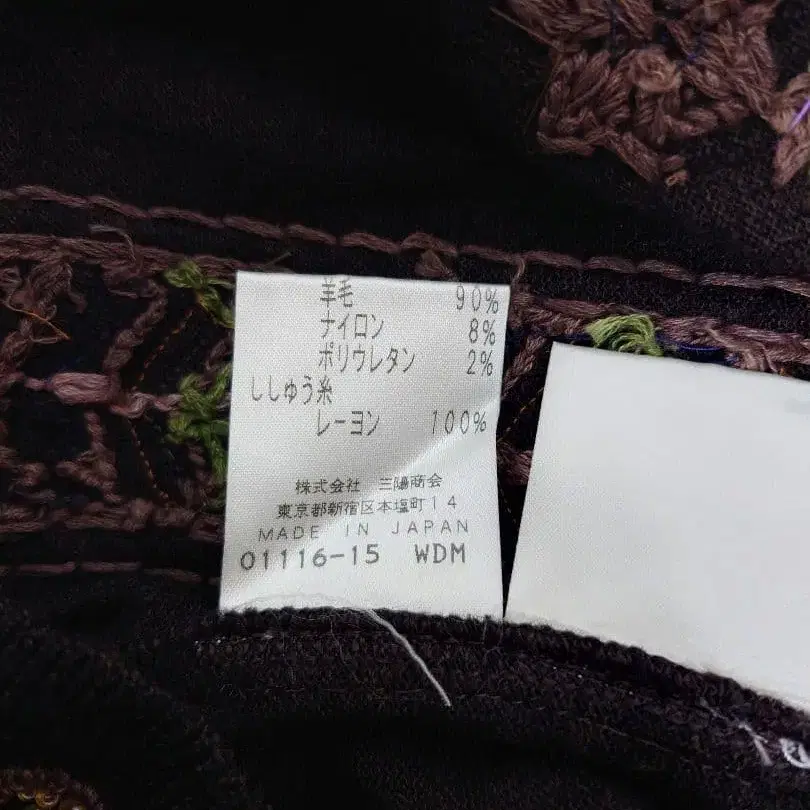 羊毛 90%
ナイロン 8%
ポリウレタン 2%
ししゅう糸
レーヨン 100%
株式会社 三陽商会
東京都新宿区本塩町14
MADE IN JAPAN
01116-15 WDM